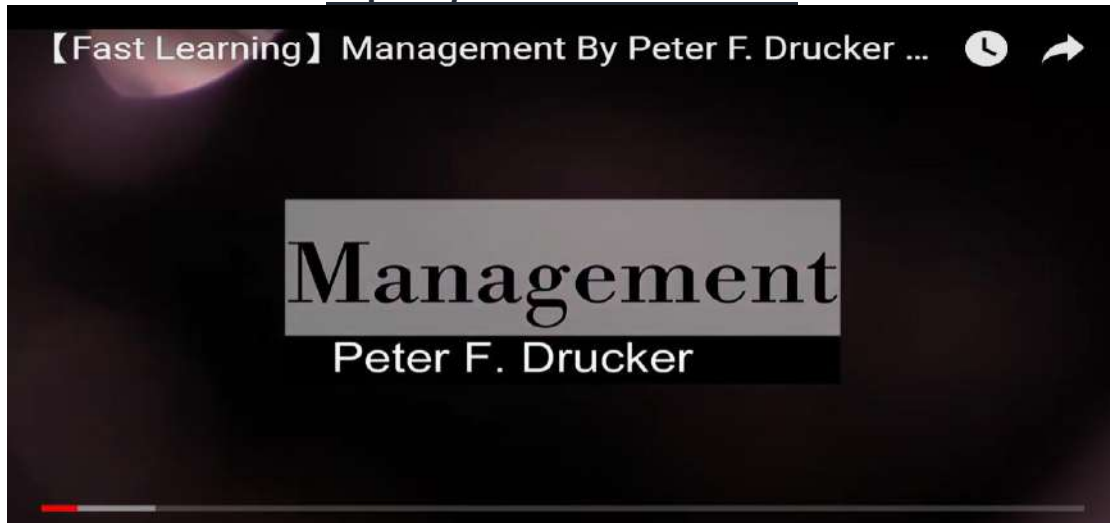 【Fast Learning】 Management By Peter F. Drucker ...
Management
Peter F. Drucker